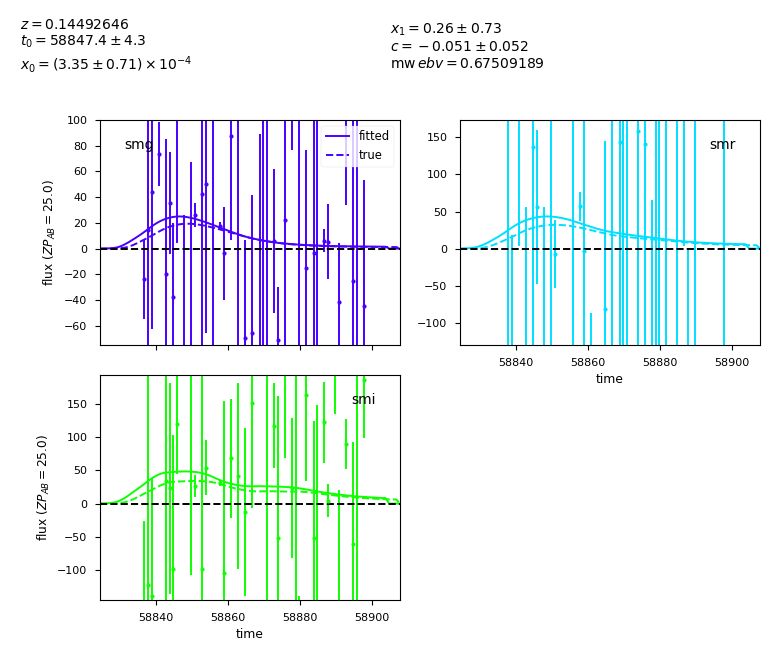 z = 0.14492646
t₀ = 58847.4 ± 4.3
x₀ = (3.35 ± 0.71) × 10⁻⁴
x₁ = 0.26 ± 0.73
c = −0.051 ± 0.052
mw ebv = 0.67509189
smg
fitted
true
100
80
60
40
20
0
−20
−40
−60
flux (ZP_AB = 25.0)
smr
150
100
50
0
−50
−100
58840 58860 58880 58900
time
smi
150
100
50
0
−50
−100
flux (ZP_AB = 25.0)
58840 58860 58880 58900
time